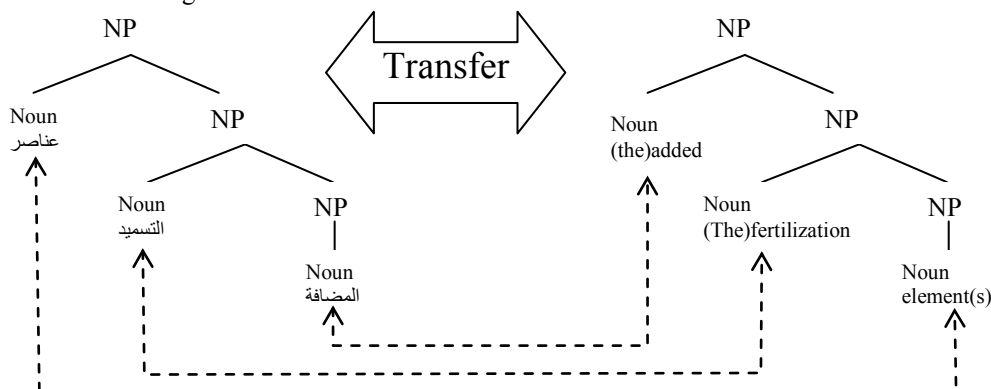 NP
Noun
عناصر
NP
Noun
التسميد
NP
Noun
المضافة
Transfer
NP
Noun
(the)added
NP
Noun
(The)fertilization
NP
Noun
element(s)